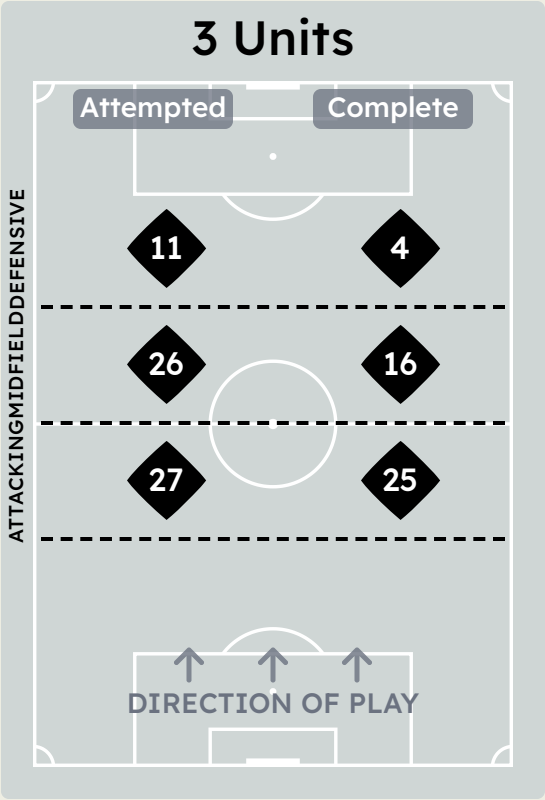 3 Units
Attempted
Complete
11
4
26
16
27
25
ATTACKINGMIDFIELDDEFENSIVE
DIRECTION OF PLAY